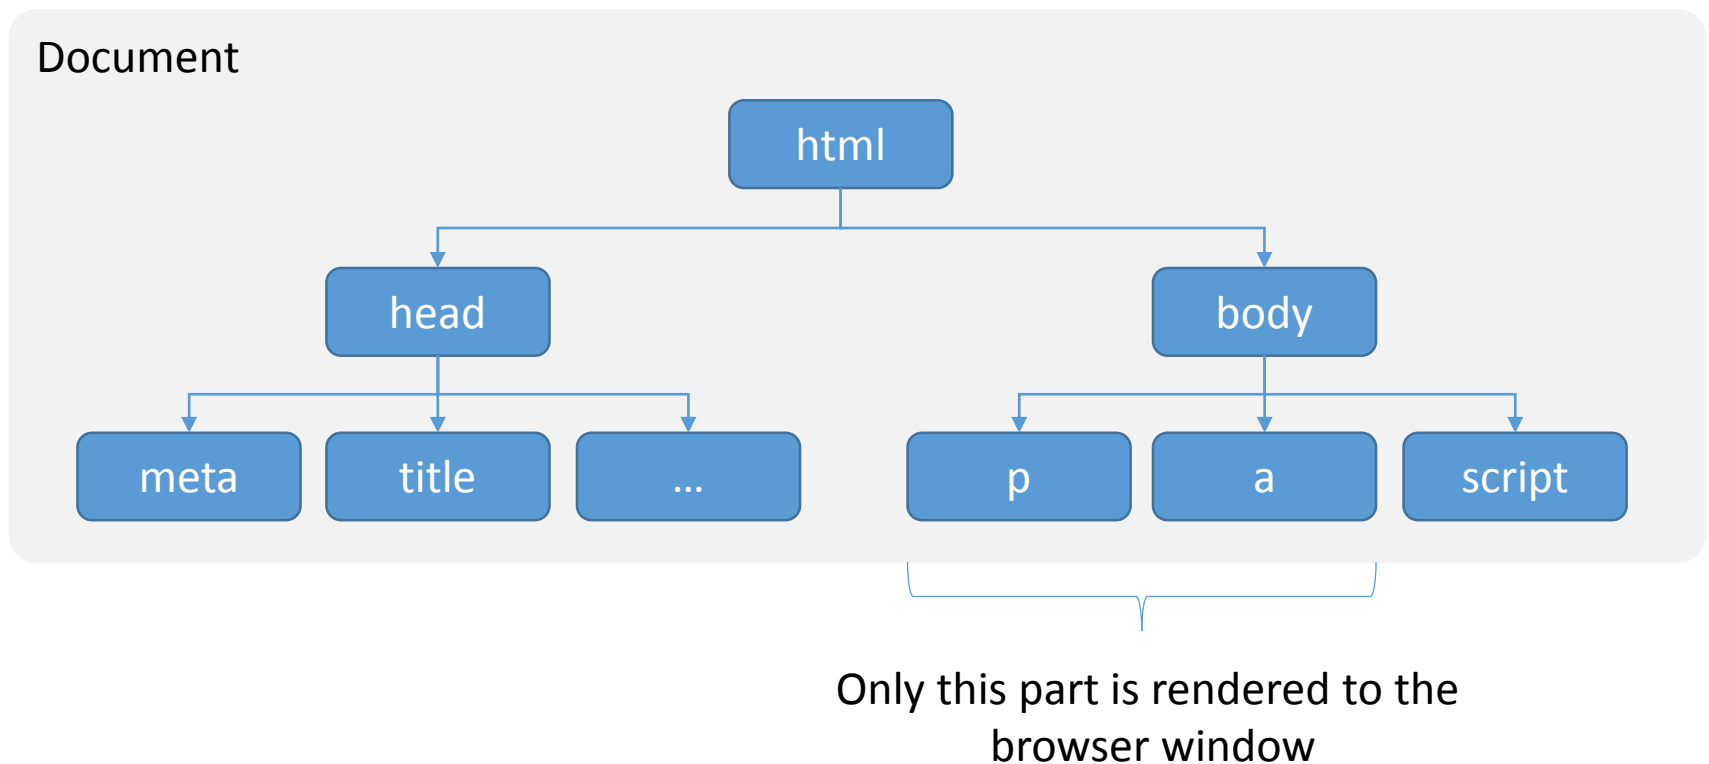 Document
html
head
body
meta
title
...
p
a
script
Only this part is rendered to the
browser window